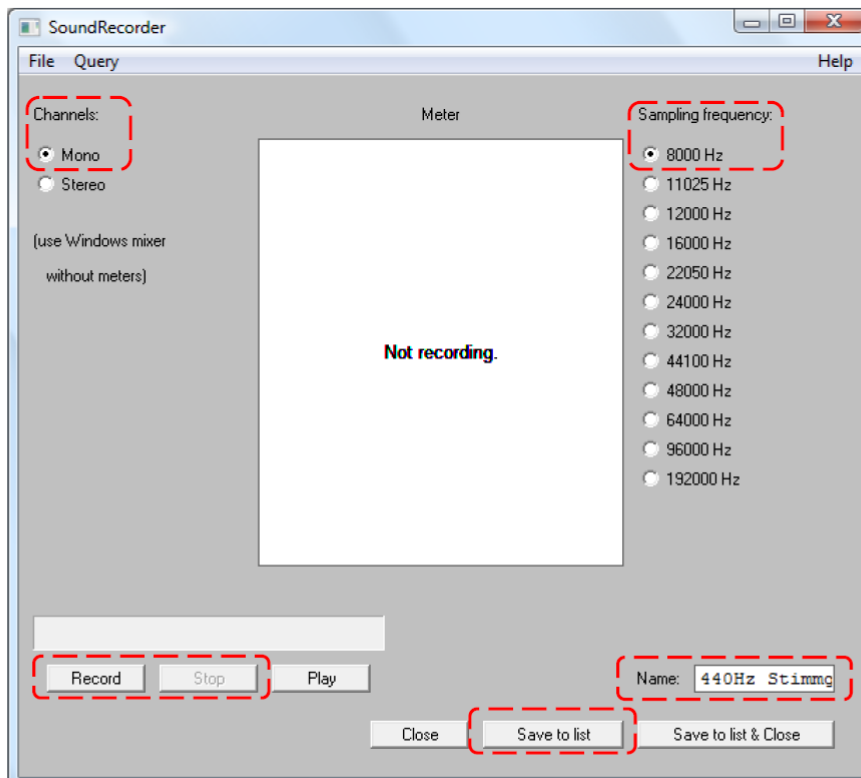 SoundRecorder
File Query Help
Channels:
Mono
Stereo
(use Windows mixer
without meters)
Meter
Not recording.
Sampling frequency:
8000 Hz
11025 Hz
12000 Hz
16000 Hz
22050 Hz
24000 Hz
32000 Hz
44100 Hz
48000 Hz
64000 Hz
96000 Hz
192000 Hz
Record Stop Play
Name: 440Hz Stimmg
Close Save to list Save to list & Close